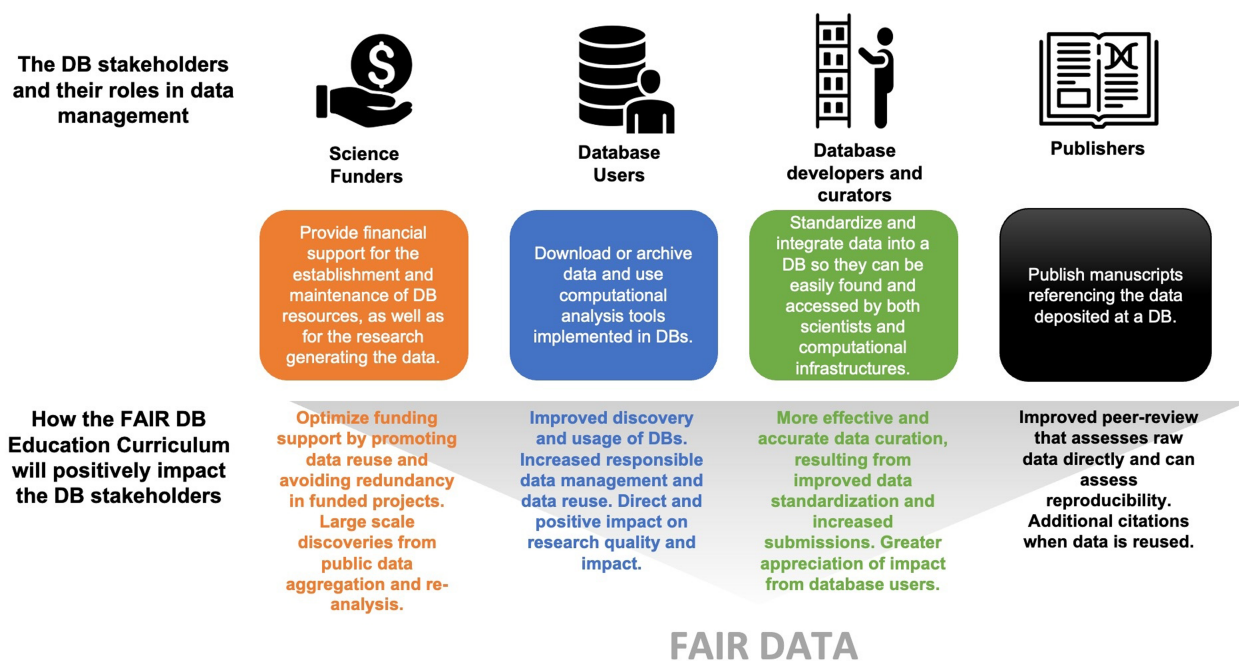 The DB stakeholders
and their roles in data
management
Science
Funders
Database
Users
Database
developers and
curators
Publishers
Provide financial
support for the
establishment and
maintenance of DB
resources, as well as
for the research
generating the data.
Download or archive
data and use
computational
analysis tools
implemented in DBs.
Standardize and
integrate data into a
DB so they can be
easily found and
accessed by both
scientists and
computational
infrastructures.
Publish manuscripts
referencing the data
deposited at a DB.
How the FAIR DB
Education Curriculum
will positively impact
the DB stakeholders
Optimize funding
support by promoting
data reuse and
avoiding redundancy
in funded projects.
Large scale
discoveries from
public data
aggregation and re-
analysis.
Improved discovery
and usage of DBs.
Increased responsible
data management and
data reuse. Direct and
positive impact on
research quality and
impact.
More effective and
accurate data curation,
resulting from
improved data
standardization and
increased
submissions. Greater
appreciation of impact
from database users.
Improved peer-review
that assesses raw
data directly and can
assess
reproducibility.
Additional citations
when data is reused.
FAIR DATA